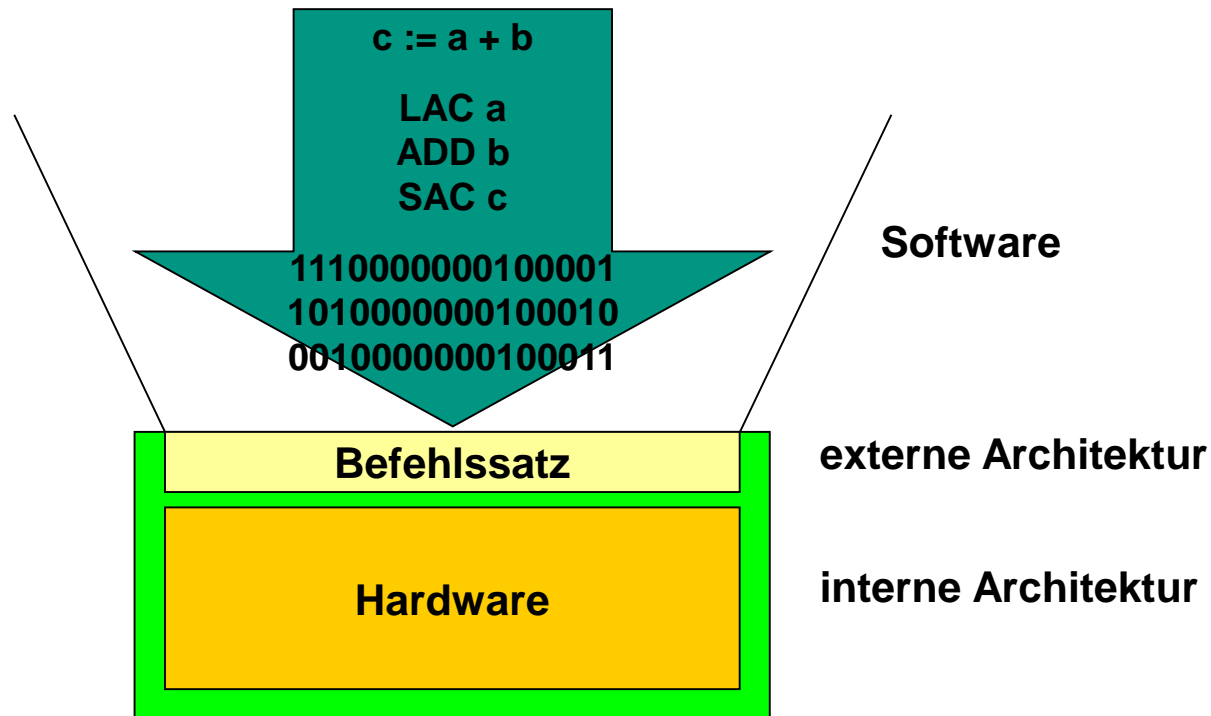 c := a + b
LAC a
ADD b
SAC c
1110000000100001
1010000000100010
0010000000100011
Software
Befehlssatz
externe Architektur
Hardware
interne Architektur